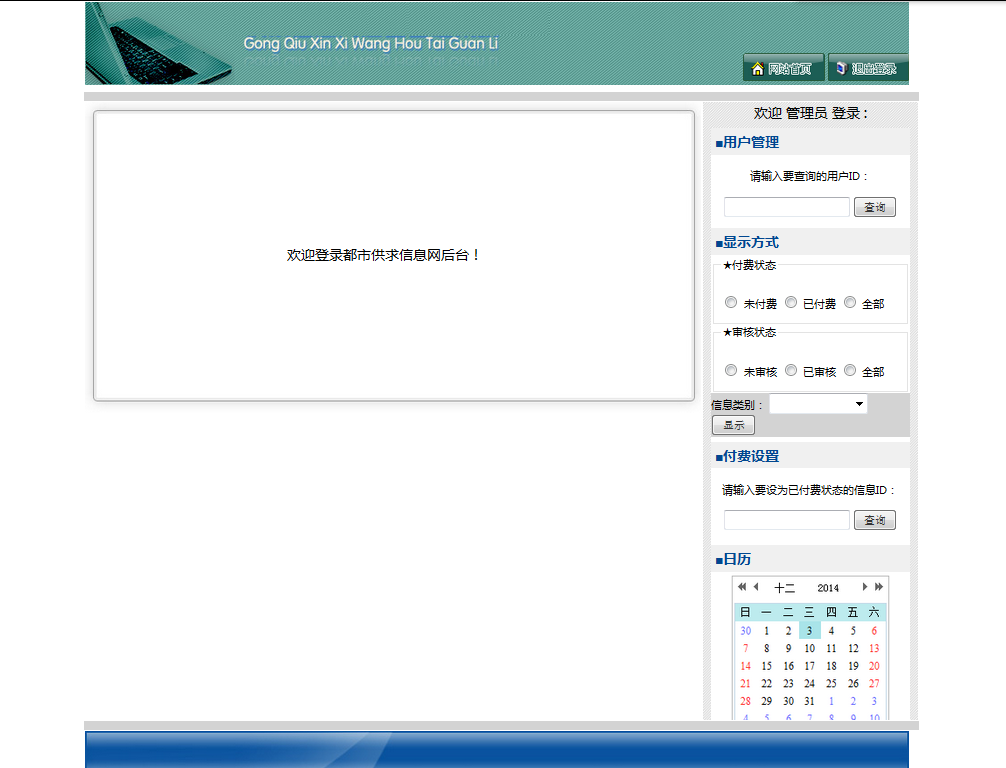 Gong Qiu Xin Xi Wang Hou Tai Guan Li
网站首页 退出登录
欢迎登录都市供求信息网后台！
欢迎 管理员 登录：
■用户管理
请输入要查询的用户ID：
查询
■显示方式
★付费状态
未付费 已付费 全部
★审核状态
未审核 已审核 全部
信息类别：
显示
■付费设置
请输入要设为已付费状态的信息ID：
查询
■日历
十二 2014
日 一 二 三 四 五 六
30 1 2 3 4 5 6
7 8 9 10 11 12 13
14 15 16 17 18 19 20
21 22 23 24 25 26 27
28 29 30 31 1 2 3
4 5 6 7 8 9 10